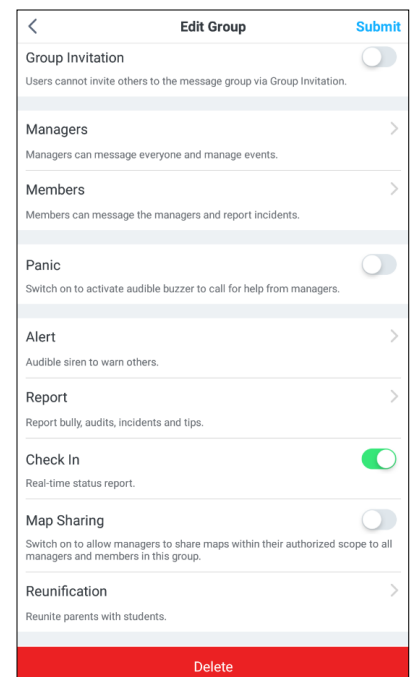 Edit Group
Submit
Group Invitation
Users cannot invite others to the message group via Group Invitation.
Managers
Managers can message everyone and manage events.
Members
Members can message the managers and report incidents.
Panic
Switch on to activate audible buzzer to call for help from managers.
Alert
Audible siren to warn others.
Report
Report bully, audits, incidents and tips.
Check In
Real-time status report.
Map Sharing
Switch on to allow managers to share maps within their authorized scope to all
managers and members in this group.
Reunification
Reunite parents with students.
Delete